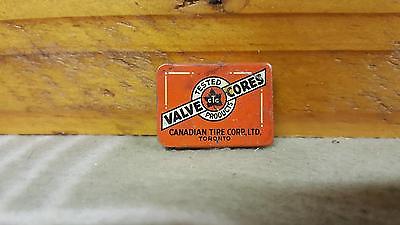 TESTED
CTC
PRODUCTS
VALVE CORES
CANADIAN TIRE CORP., LTD.
TORONTO